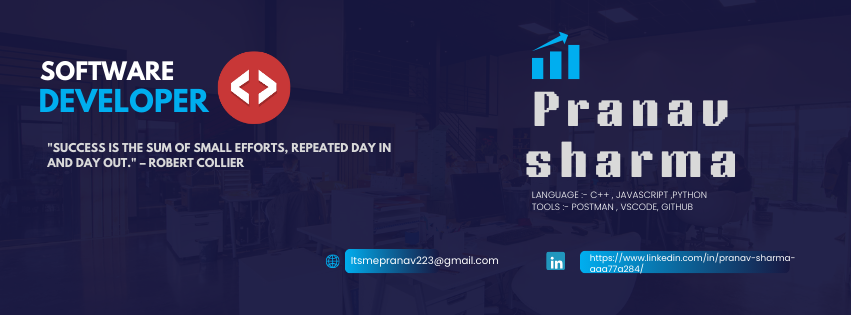 SOFTWARE
DEVELOPER
"SUCCESS IS THE SUM OF SMALL EFFORTS, REPEATED DAY IN
AND DAY OUT." – ROBERT COLLIER
Pranav
sharma
LANGUAGE :- C++ , JAVASCRIPT ,PYTHON
TOOLS :- POSTMAN , VSCODE, GITHUB
Itsmepranav223@gmail.com
in
https://www.linkedin.com/in/pranav-sharma-
aaa77a284/